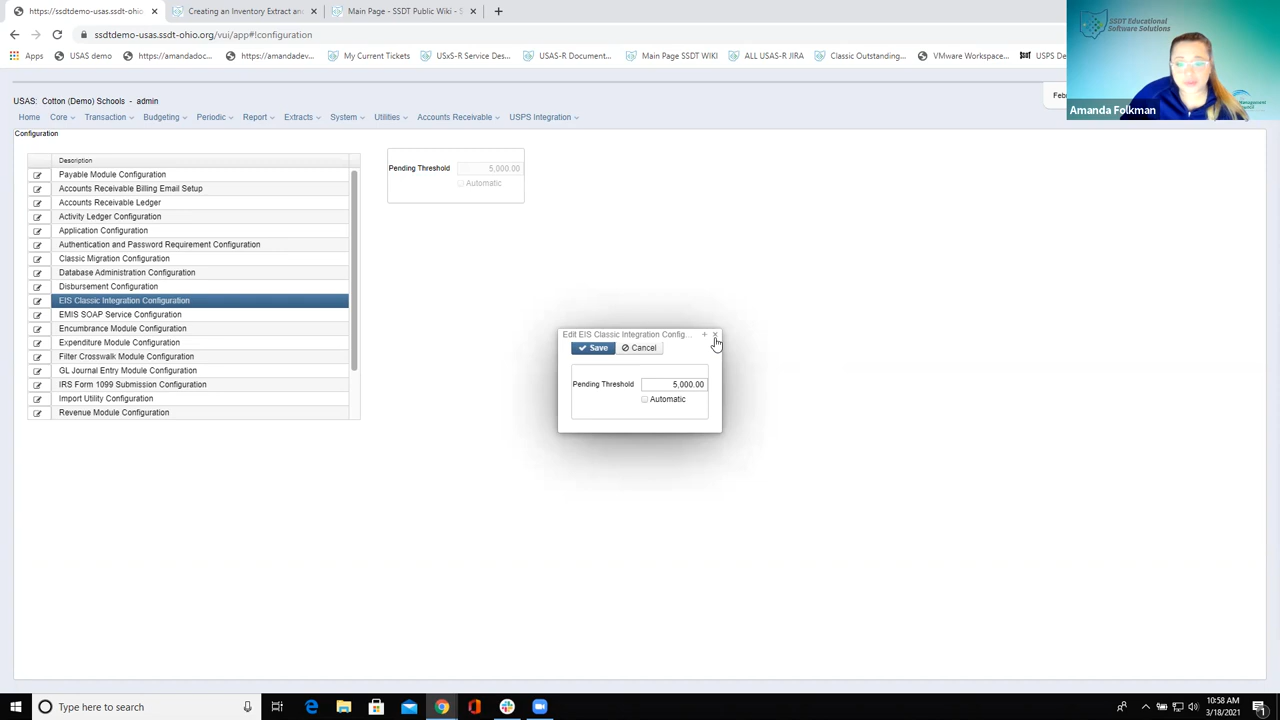 https://ssdtdemo-usas.ssdt-ohio.
Creating an Inventory Extract and
Main Page - SSDT Public Wiki - S
ssdtdemo-usas.ssdt-ohio.org/vui/app#!configuration
Apps
USAS demo
https://amandadoc...
https://amandadev...
My Current Tickets
USxS-R Service Des...
USAS-R Document...
Main Page SSDT WIKI
ALL USAS-R JIRA
Classic Outstanding...
VMware Workspace...
USPS De
SSDT Educational
Software Solutions
Amanda Folkman
USAS: Cotton (Demo) Schools - admin
Home
Core
Transaction
Budgeting
Periodic
Report
Extracts
System
Utilities
Accounts Receivable
USPS Integration
Configuration
Description
Payable Module Configuration
Accounts Receivable Billing Email Setup
Accounts Receivable Ledger
Activity Ledger Configuration
Application Configuration
Authentication and Password Requirement Configuration
Classic Migration Configuration
Database Administration Configuration
Disbursement Configuration
EIS Classic Integration Configuration
EMIS SOAP Service Configuration
Encumbrance Module Configuration
Expenditure Module Configuration
Filter Crosswalk Module Configuration
GL Journal Entry Module Configuration
IRS Form 1099 Submission Configuration
Import Utility Configuration
Revenue Module Configuration
Pending Threshold 5,000.00
Automatic
Edit EIS Classic Integration Config...
Save Cancel
Pending Threshold 5,000.00
Automatic
Type here to search
10:58 AM
3/18/2021